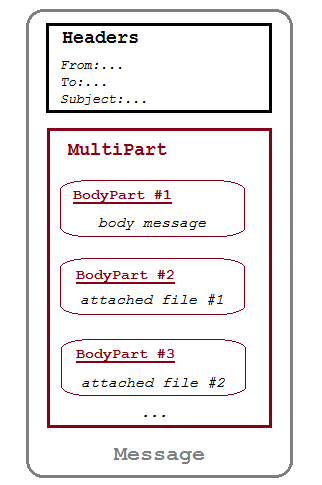 Headers
From:...
To:...
Subject:...
MultiPart
BodyPart #1
body message
BodyPart #2
attached file #1
BodyPart #3
attached file #2
...
Message